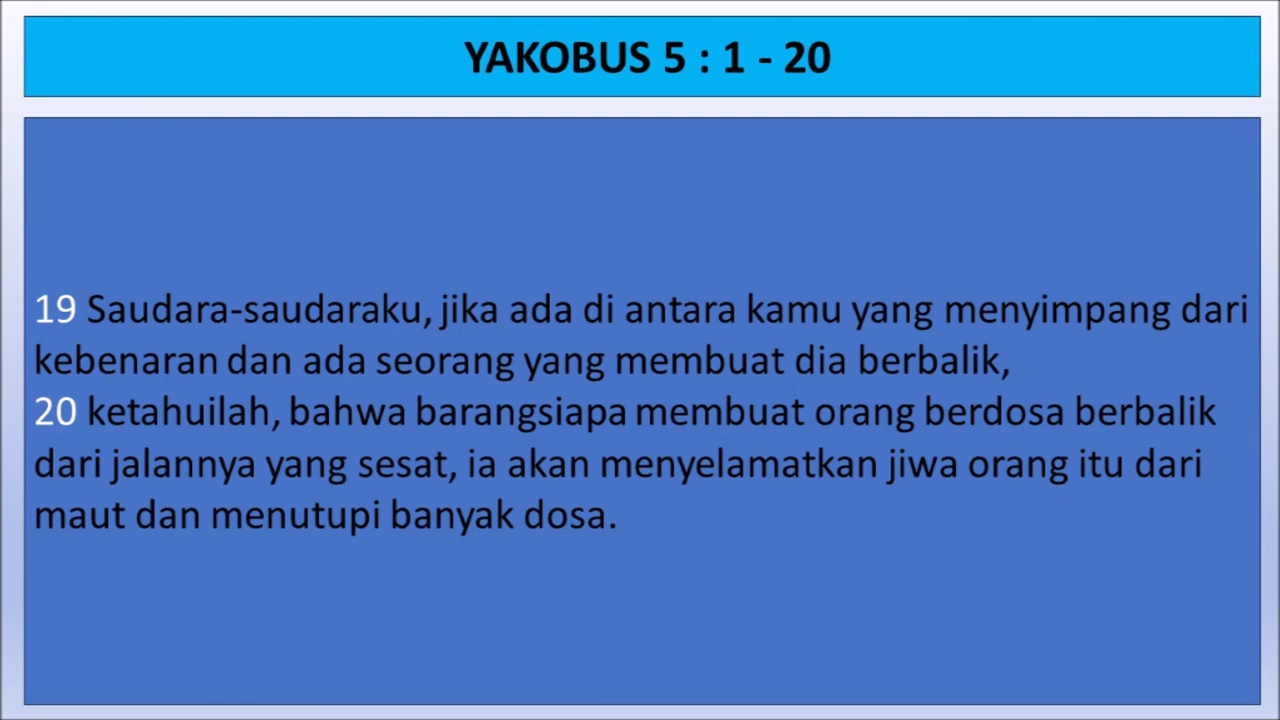 YAKOBUS 5 : 1 - 20
19 Saudara-saudaraku, jika ada di antara kamu yang menyimpang dari
kebenaran dan ada seorang yang membuat dia berbalik,
20 ketahuilah, bahwa barangsiapa membuat orang berdosa berbalik
dari jalannya yang sesat, ia akan menyelamatkan jiwa orang itu dari
maut dan menutupi banyak dosa.